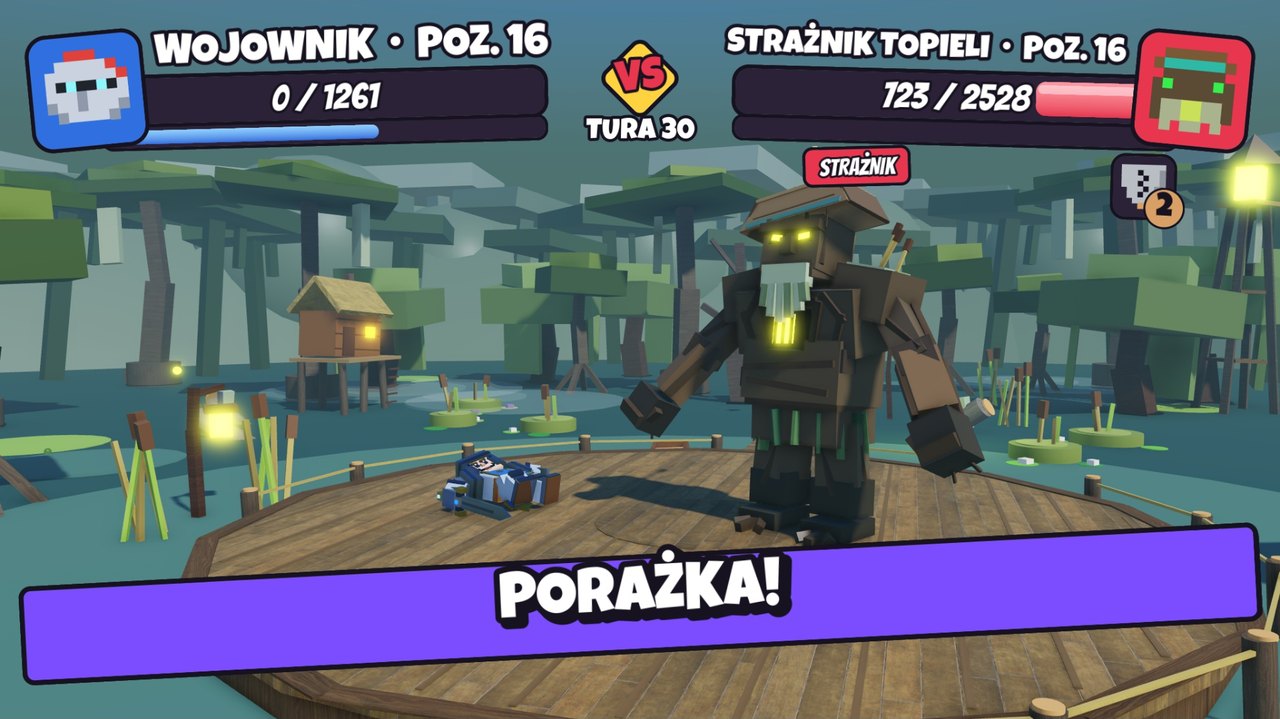 WOJOWNIK • POZ. 16
0 / 1261
VS
TURA 30
STRAŻNIK TOPIELI • POZ. 16
723 / 2528
STRAŻNIK
2
PORAŻKA!